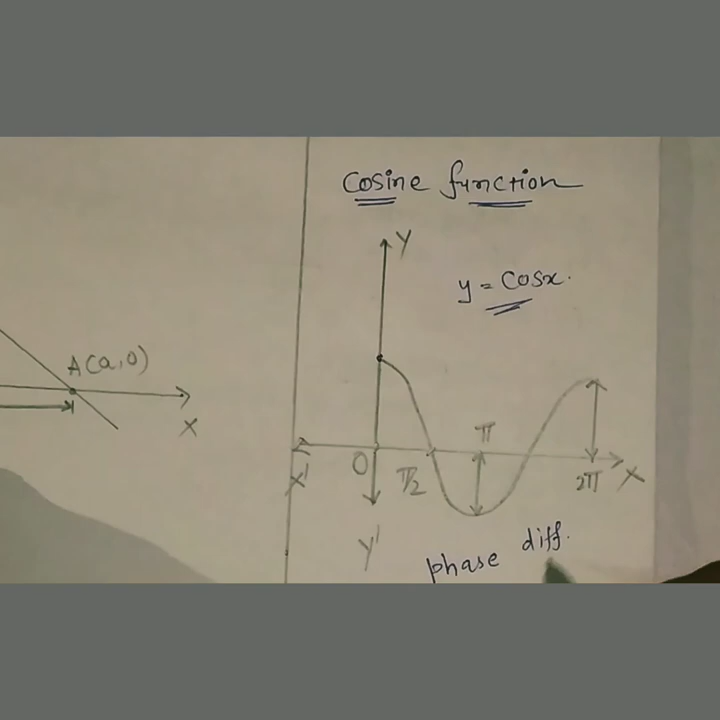 Cosine function
Y
y = Cosx.
A(a,0)
X
π
X'
O
π/2
2π
X
Y'
phase diff.